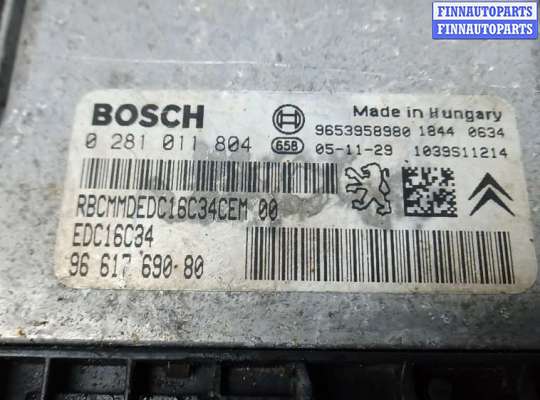 FINNAUTOPARTS
FINNAUTOPARTS
BOSCH
Made in Hungary
9653958980 1844 0634
0 281 011 804
658
05-11-29 1039S11214
RBCMMDEDC16C34CEM 00
EDC16C34
96 617 690 80